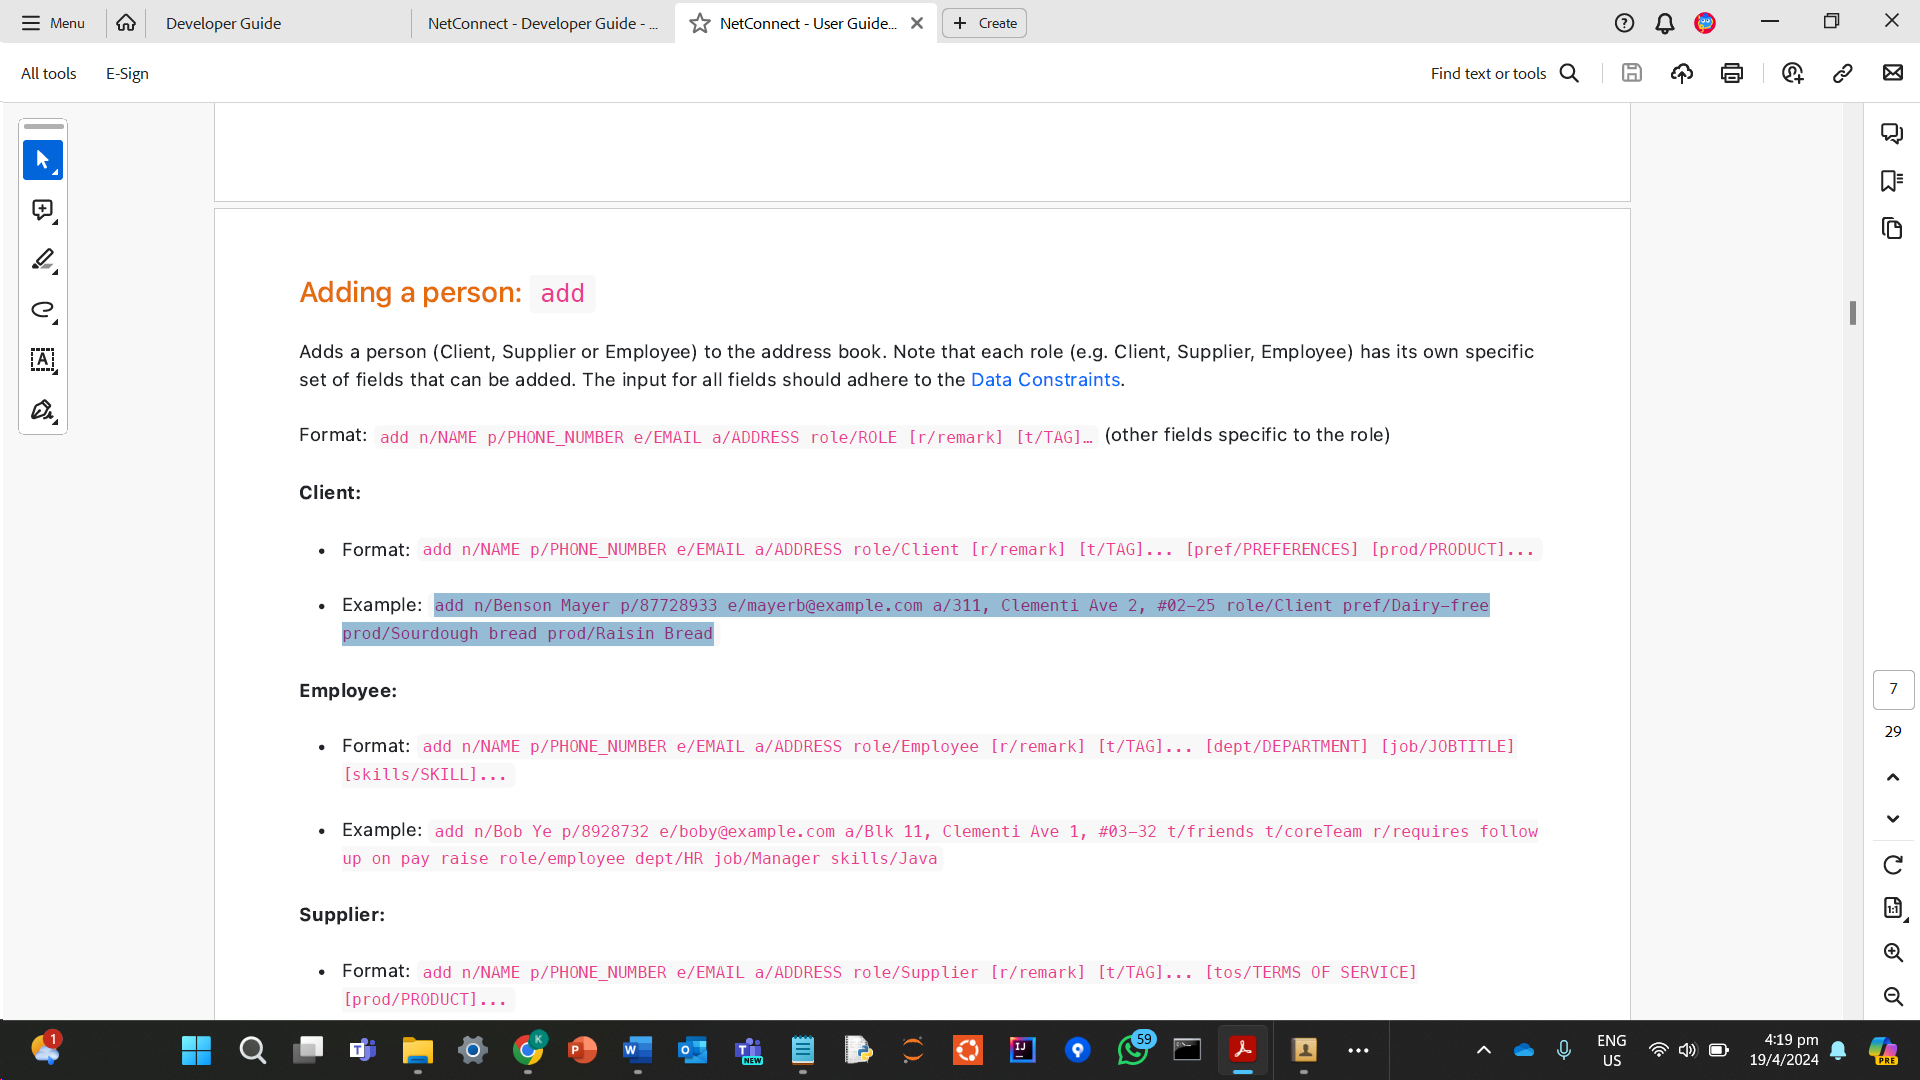 Menu
Developer Guide
NetConnect - Developer Guide - ...
NetConnect - User Guide...
Create
All tools
E-Sign
Find text or tools
Adding a person: add
Adds a person (Client, Supplier or Employee) to the address book. Note that each role (e.g. Client, Supplier, Employee) has its own specific
set of fields that can be added. The input for all fields should adhere to the Data Constraints.
Format: add n/NAME p/PHONE_NUMBER e/EMAIL a/ADDRESS role/ROLE [r/remark] [t/TAG]… (other fields specific to the role)
Client:
• Format: add n/NAME p/PHONE_NUMBER e/EMAIL a/ADDRESS role/Client [r/remark] [t/TAG]... [pref/PREFERENCES] [prod/PRODUCT]...
• Example: add n/Benson Mayer p/87728933 e/mayerb@example.com a/311, Clementi Ave 2, #02-25 role/Client pref/Dairy-free
prod/Sourdough bread prod/Raisin Bread
Employee:
• Format: add n/NAME p/PHONE_NUMBER e/EMAIL a/ADDRESS role/Employee [r/remark] [t/TAG]... [dept/DEPARTMENT] [job/JOBTITLE]
[skills/SKILL]...
• Example: add n/Bob Ye p/8928732 e/boby@example.com a/Blk 11, Clementi Ave 1, #03-32 t/friends t/coreTeam r/requires follow
up on pay raise role/employee dept/HR job/Manager skills/Java
Supplier:
• Format: add n/NAME p/PHONE_NUMBER e/EMAIL a/ADDRESS role/Supplier [r/remark] [t/TAG]... [tos/TERMS OF SERVICE]
[prod/PRODUCT]...
7
29
1
K
NEW
59
ENG
US
4:19 pm
19/4/2024
PRE